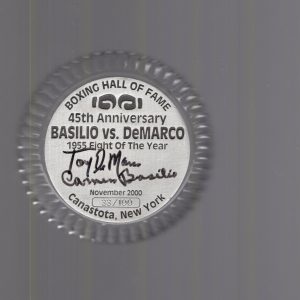 BOXING HALL OF FAME
45th Anniversary
BASILIO vs. DeMARCO
1955 Fight Of The Year
Tony DeMarco
Carmen Basilio
November 2000
33/100
Canastota, New York